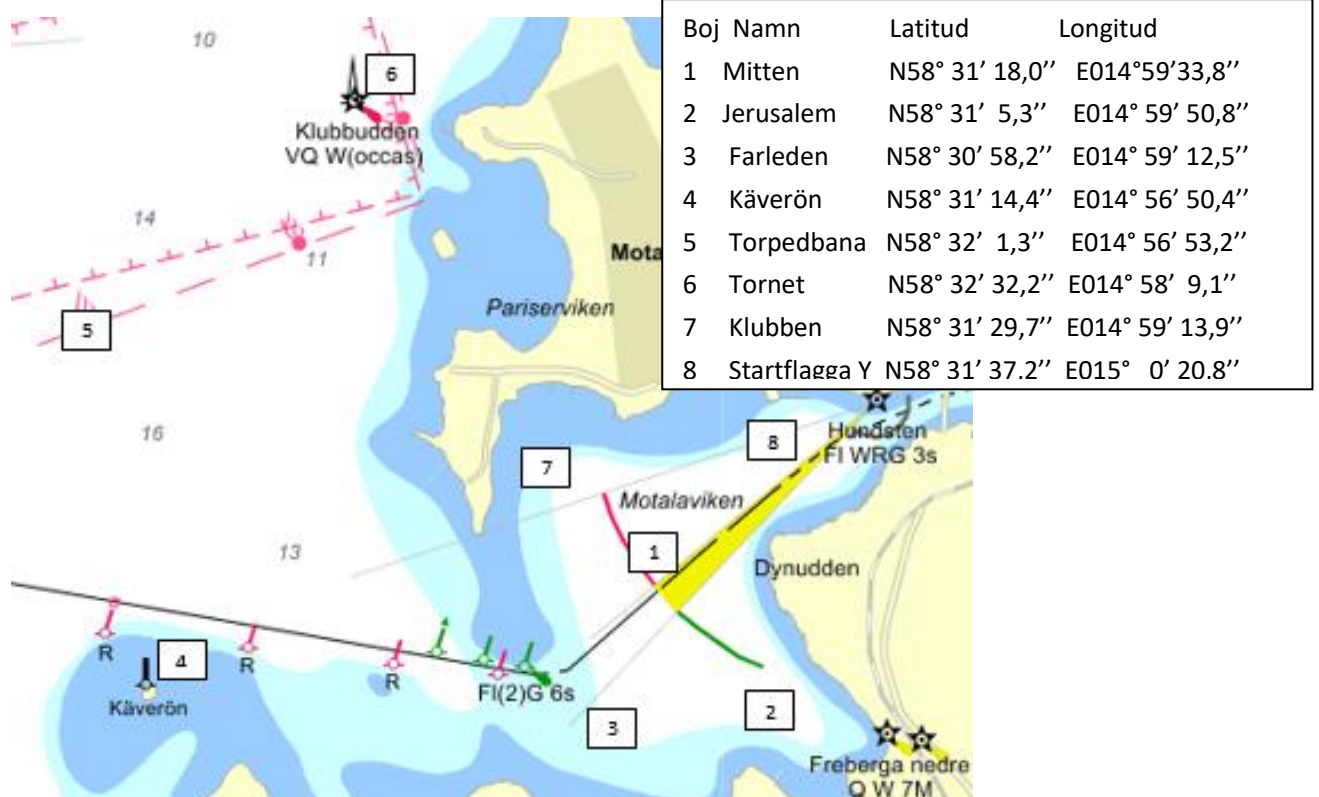 Boj Namn Latitud Longitud
1 Mitten N58° 31’ 18,0’’ E014°59’33,8’’
2 Jerusalem N58° 31’ 5,3’’ E014° 59’ 50,8’’
3 Farleden N58° 30’ 58,2’’ E014° 59’ 12,5’’
4 Käverön N58° 31’ 14,4’’ E014° 56’ 50,4’’
5 Torpedbana N58° 32’ 1,3’’ E014° 56’ 53,2’’
6 Tornet N58° 32’ 32,2’’ E014° 58’ 9,1’’
7 Klubben N58° 31’ 29,7’’ E014° 59’ 13,9’’
8 Startflagga Y N58° 31’ 37.2’’ E015° 0’ 20.8’’
10
6
Klubbudden
VQ W(occas)
14
11
Mota
Pariserviken
5
16
Hundsten
Fl WRG 3s
8
7
Motalaviken
13
1
Dynudden
R
4
R
R
Fl(2)G 6s
Käverön
3
2
Freberga nedre
Q W 7M